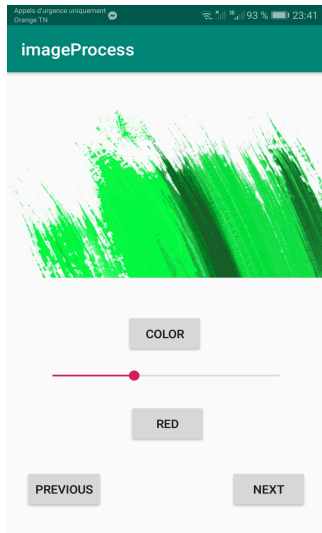 Appels d'urgence uniquement
Orange TN
93 % 23:41
imageProcess
COLOR
RED
PREVIOUS NEXT